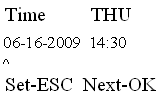 Time THU
06-16-2009 14:30
^
Set-ESC Next-OK